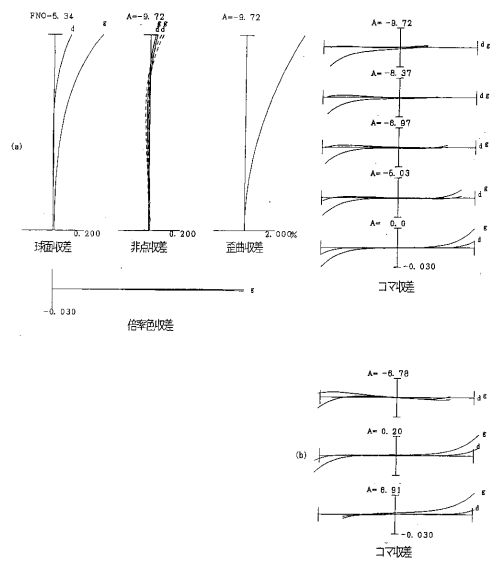 FNO=5.34
A=-9.72
A=-9.72
d
g
g g
d d
(a)
0.200
0.200
2.000%
球面収差
非点収差
歪曲収差
g
-0.030
倍率色収差
A=-9.72
d g
A=-8.37
d g
A=-6.97
d g
A=-5.03
g
d
A= 0.0
g
d
-0.030
コマ収差
A=-6.78
d g
A=0.20
g
d
(b)
A=6.91
g
d
-0.030
コマ収差